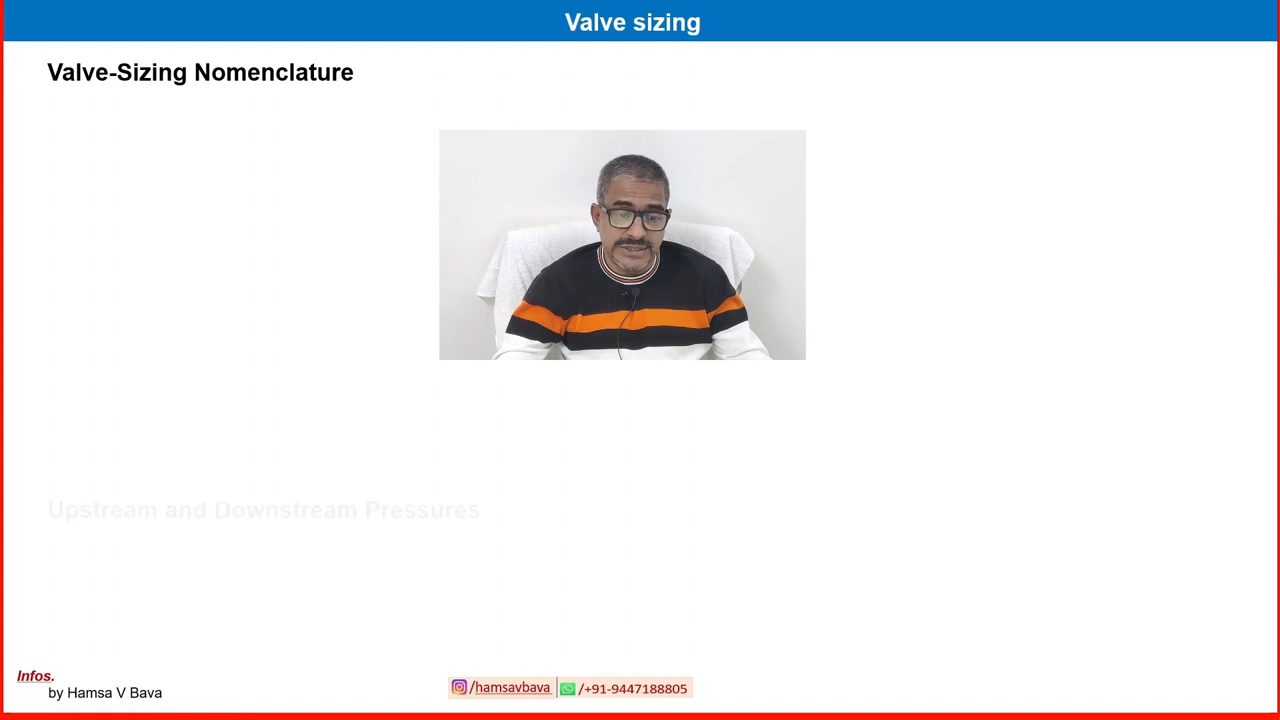 Valve sizing
Valve-Sizing Nomenclature
Upstream and Downstream Pressures
Infos.
by Hamsa V Bava
/hamsavbava
/+91-9447188805